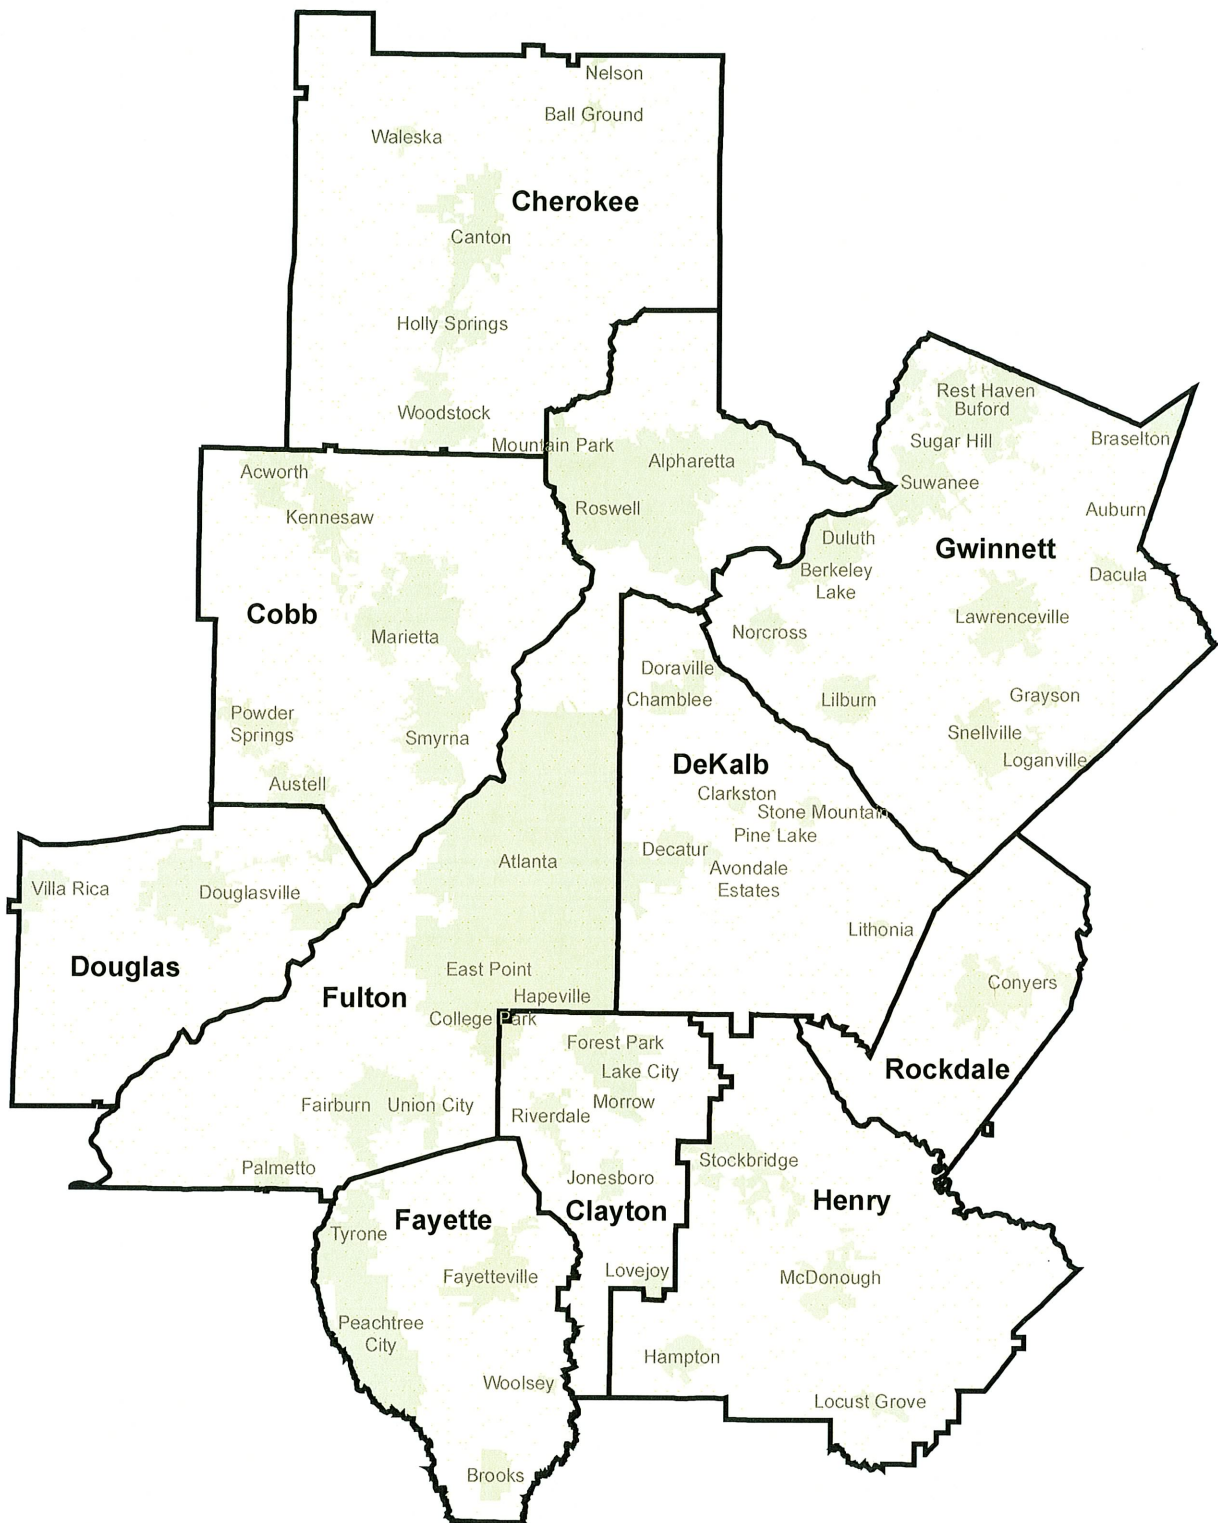 Nelson
Ball Ground
Waleska
Cherokee
Canton
Holly Springs
Woodstock
Mountain Park
Rest Haven
Buford
Sugar Hill
Braselton
Alpharetta
Acworth
Suwanee
Roswell
Auburn
Kennesaw
Duluth
Gwinnett
Berkeley
Lake
Dacula
Cobb
Lawrenceville
Marietta
Norcross
Doraville
Chamblee
Lilburn
Grayson
Powder
Springs
Snellville
Smyrna
Loganville
DeKalb
Austell
Clarkston
Stone Mountain
Pine Lake
Decatur
Atlanta
Avondale
Estates
Villa Rica
Douglasville
Lithonia
Douglas
East Point
Conyers
Fulton
Hapeville
College Park
Forest Park
Rockdale
Lake City
Morrow
Fairburn
Union City
Riverdale
Palmetto
Stockbridge
Jonesboro
Henry
Clayton
Fayette
Tyrone
Lovejoy
Fayetteville
McDonough
Peachtree
City
Hampton
Woolsey
Locust Grove
Brooks